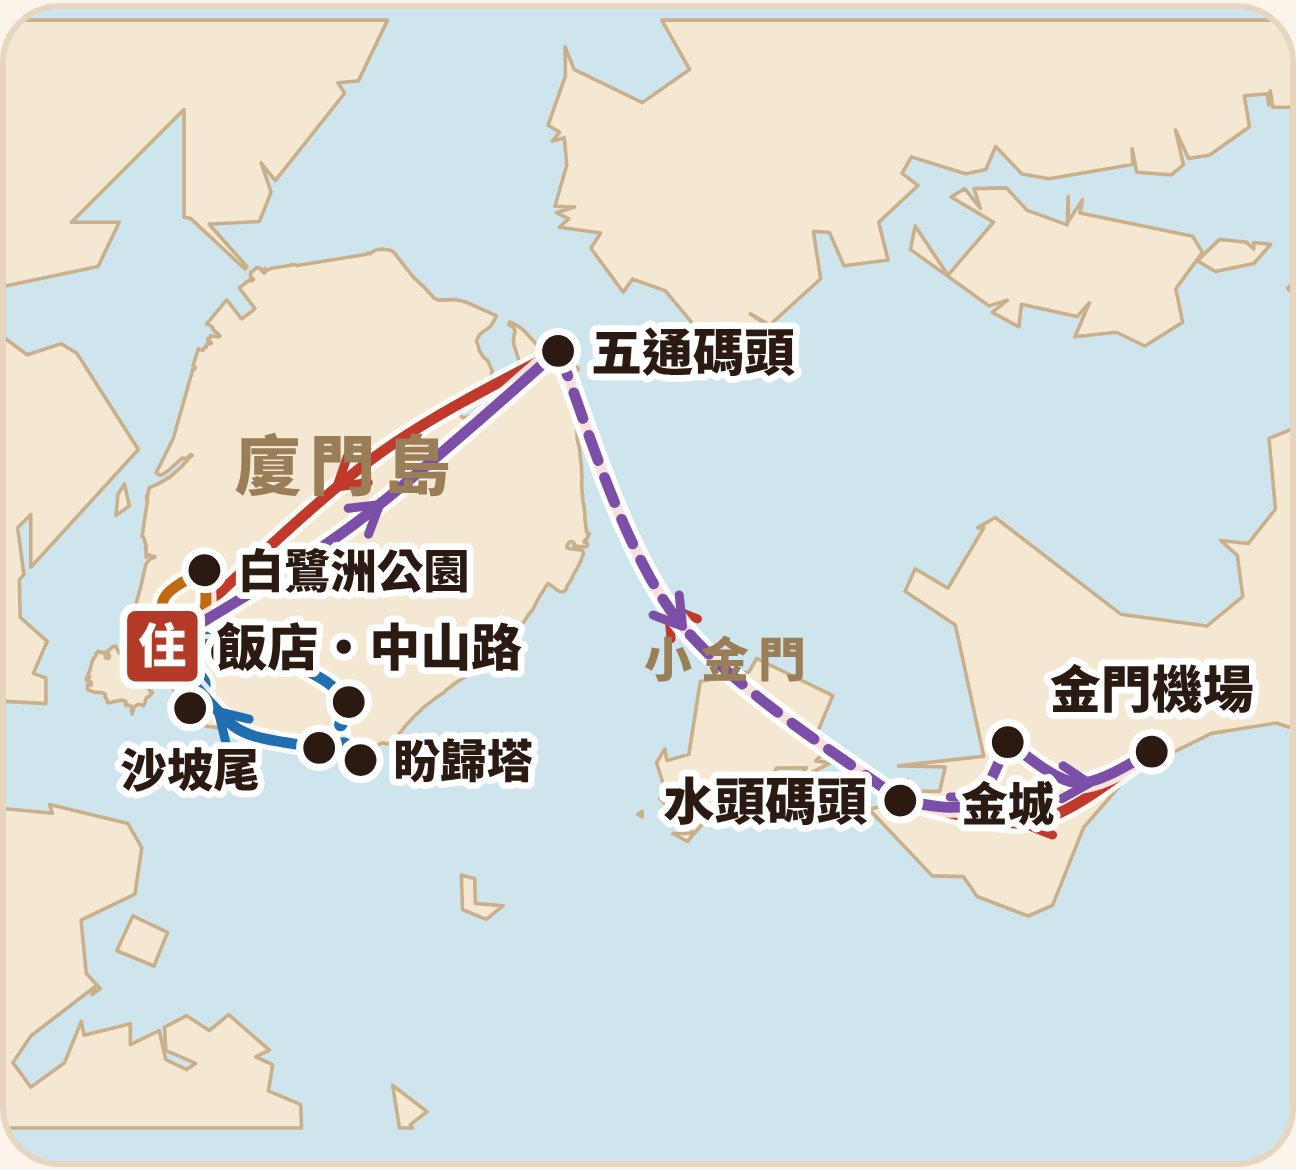 五通碼頭
廈門島
白鷺洲公園
住
飯店・中山路
小金門
金門機場
沙坡尾
盼歸塔
水頭碼頭
金城